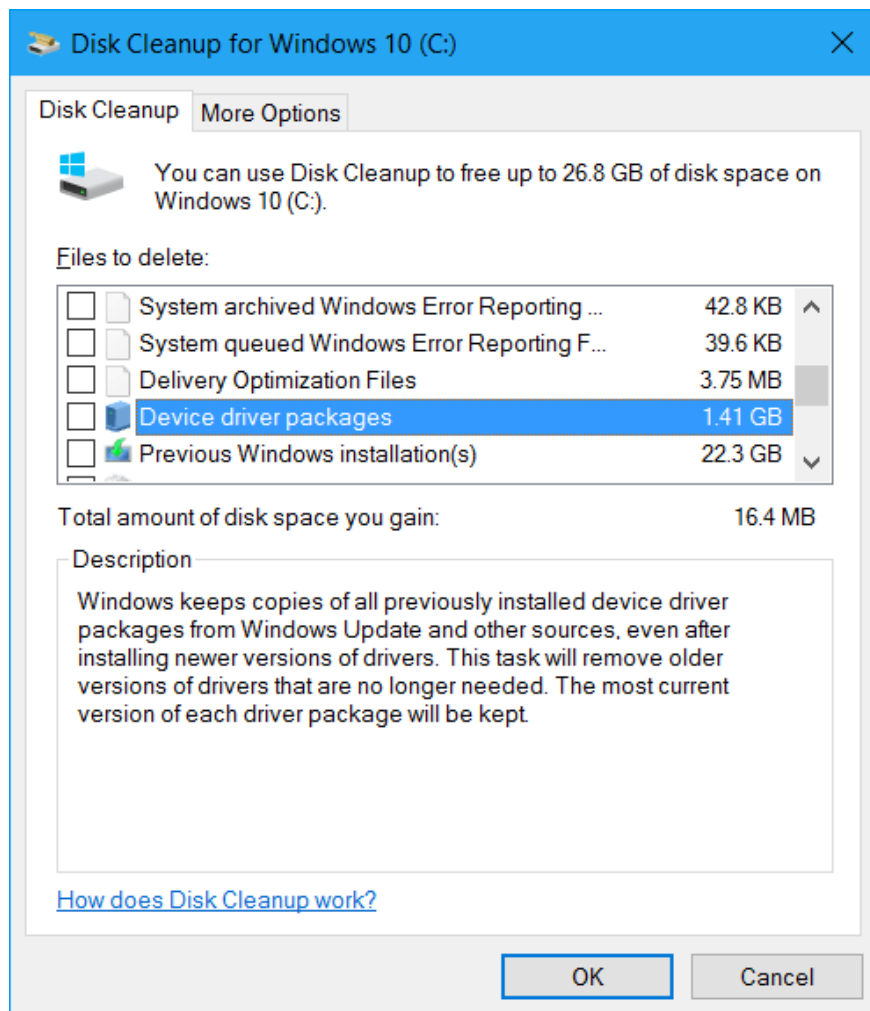 Disk Cleanup for Windows 10 (C:)
Disk Cleanup
More Options
You can use Disk Cleanup to free up to 26.8 GB of disk space on
Windows 10 (C:).
Files to delete:
System archived Windows Error Reporting ... 42.8 KB
System queued Windows Error Reporting F... 39.6 KB
Delivery Optimization Files 3.75 MB
Device driver packages 1.41 GB
Previous Windows installation(s) 22.3 GB
Total amount of disk space you gain: 16.4 MB
Description
Windows keeps copies of all previously installed device driver
packages from Windows Update and other sources, even after
installing newer versions of drivers. This task will remove older
versions of drivers that are no longer needed. The most current
version of each driver package will be kept.
How does Disk Cleanup work?
OK
Cancel